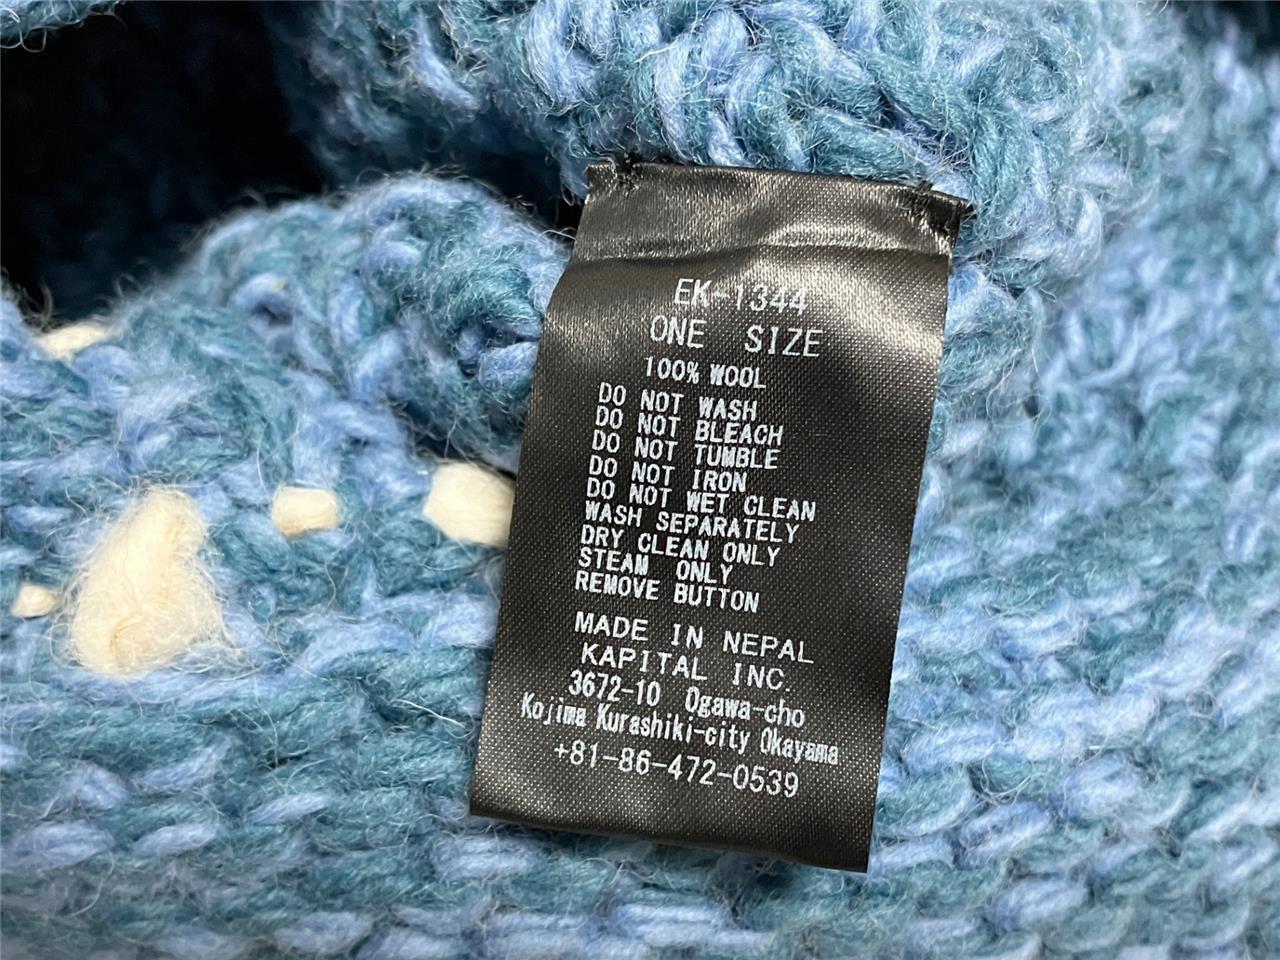 EK-1344
ONE SIZE
100% WOOL
DO NOT WASH
DO NOT BLEACH
DO NOT TUMBLE
DO NOT IRON
DO NOT WET CLEAN
WASH SEPARATELY
DRY CLEAN ONLY
STEAM ONLY
REMOVE BUTTON
MADE IN NEPAL
KAPITAL INC.
3672-10 Ogawa-cho
Kojima Kurashiki-city Okayama
+81-86-472-0539